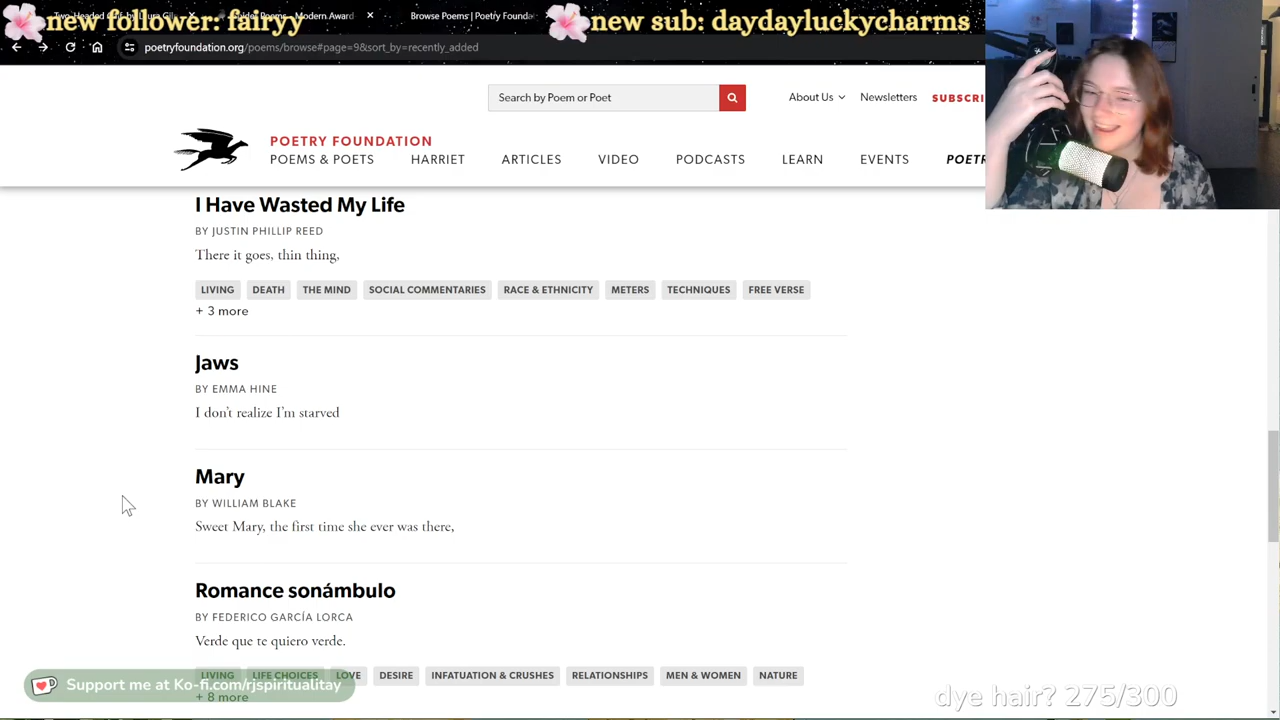 new follower: fairyy
new sub: daydayluckycharms
Poems - Modern Award
Browse Poems | Poetry Founda
poetryfoundation.org/poems/browse#page=9&sort_by=recently_added
Search by Poem or Poet
About Us
Newsletters
SUBSCRI
POETRY FOUNDATION
POEMS & POETS
HARRIET
ARTICLES
VIDEO
PODCASTS
LEARN
EVENTS
POET
I Have Wasted My Life
BY JUSTIN PHILLIP REED
There it goes, thin thing,
LIVING DEATH THE MIND SOCIAL COMMENTARIES RACE & ETHNICITY METERS TECHNIQUES FREE VERSE
+ 3 more
Jaws
BY EMMA HINE
I don't realize I'm starved
Mary
BY WILLIAM BLAKE
Sweet Mary, the first time she ever was there,
Romance sonámbulo
BY FEDERICO GARCÍA LORCA
Verde que te quiero verde.
LIVING LIFE CHOICES LOVE DESIRE INFATUATION & CRUSHES RELATIONSHIPS MEN & WOMEN NATURE
+ 8 more
Support me at Ko-fi.com/rjspiritualitay
dye hair? 275/300